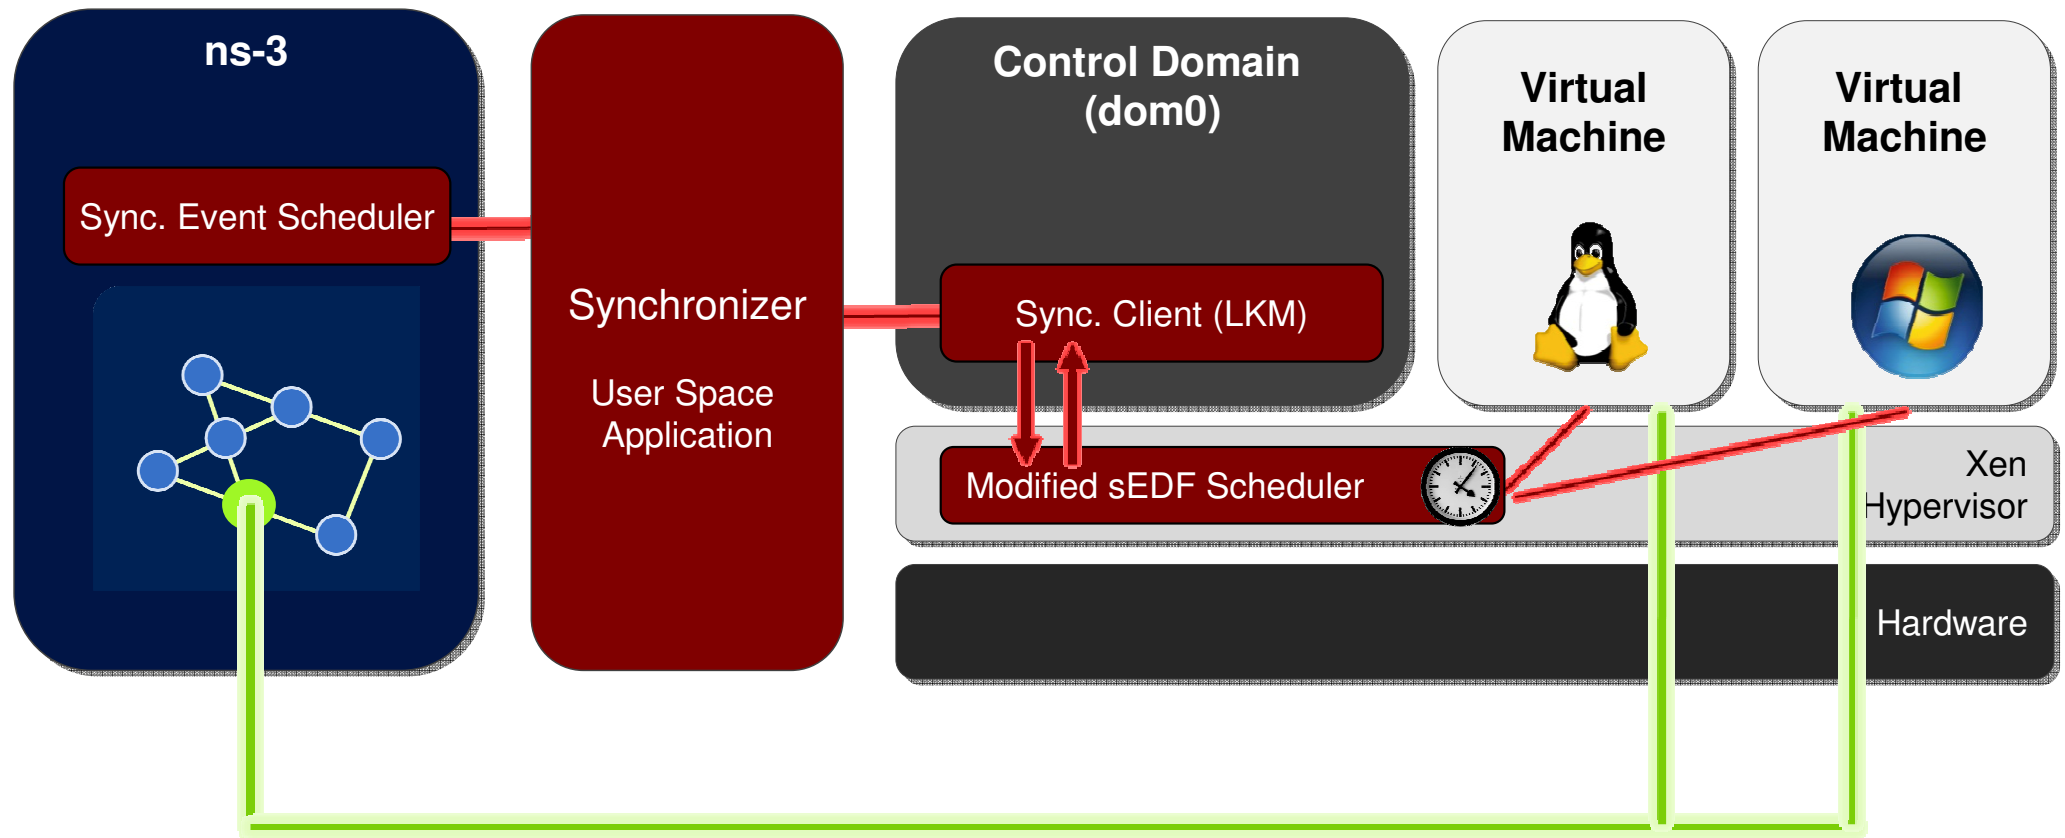 ns-3
Sync. Event Scheduler
Synchronizer
User Space
Application
Control Domain
(dom0)
Sync. Client (LKM)
Modified sEDF Scheduler
Virtual
Machine
Virtual
Machine
Xen
Hypervisor
Hardware